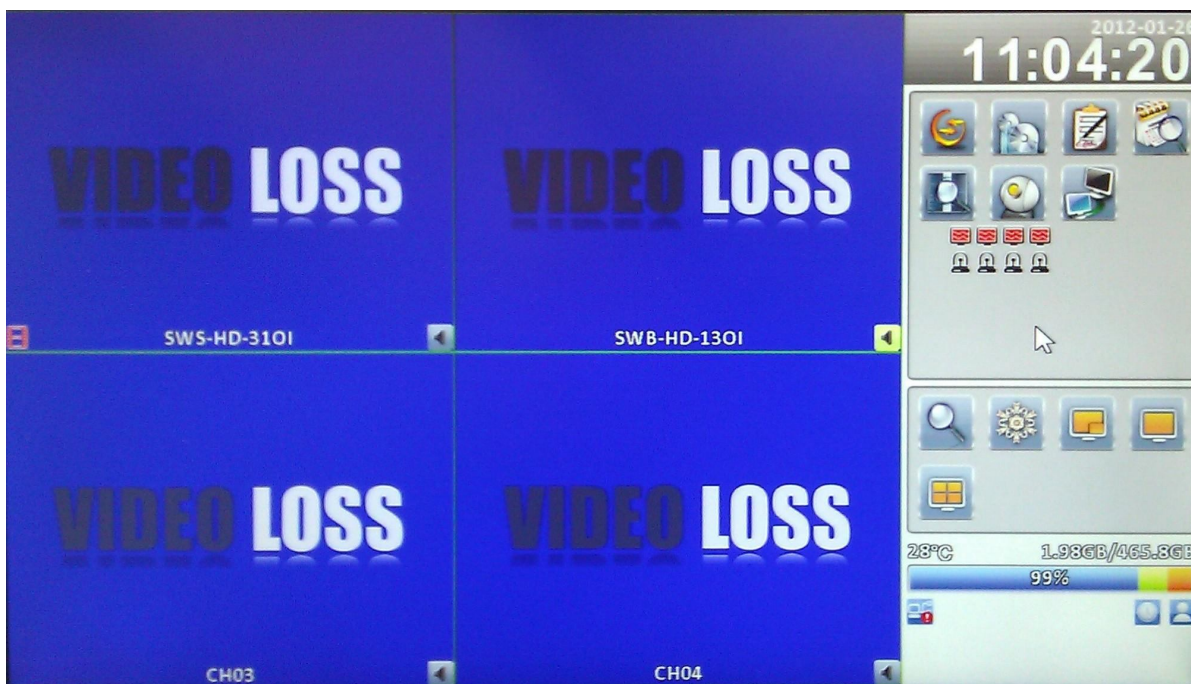 2012-01-26
11:04:20
VIDEO LOSS
VIDEO LOSS
SWS-HD-31OI
SWB-HD-13OI
VIDEO LOSS
VIDEO LOSS
CH03
CH04
28°C 1.98GB/465.8GB
99%